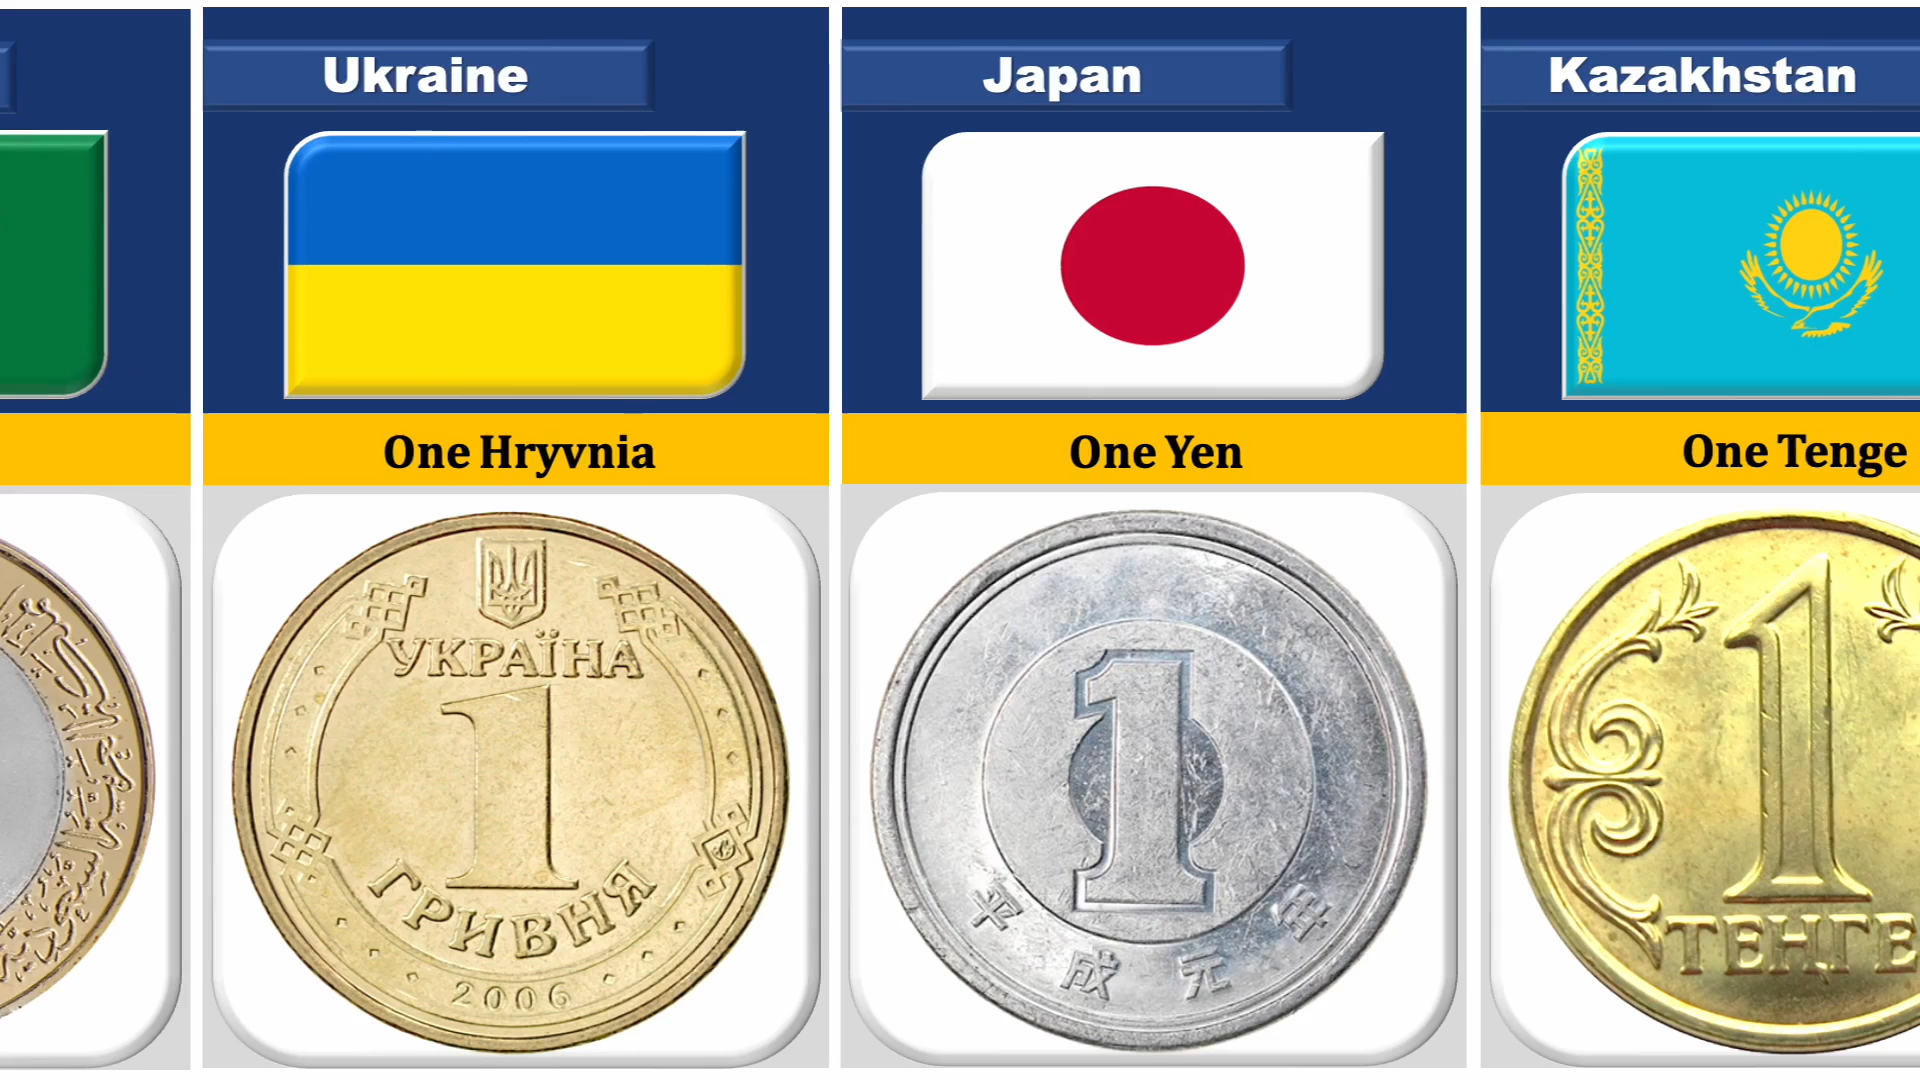 Ukraine
One Hryvnia
УКРАЇНА
1
ГРИВНЯ
2006
Japan
One Yen
1
平成元年
Kazakhstan
One Tenge
1
ТЕНГЕ